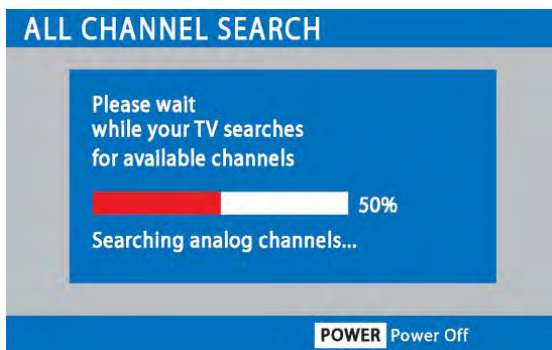 ALL CHANNEL SEARCH
Please wait
while your TV searches
for available channels
50%
Searching analog channels...
POWER Power Off